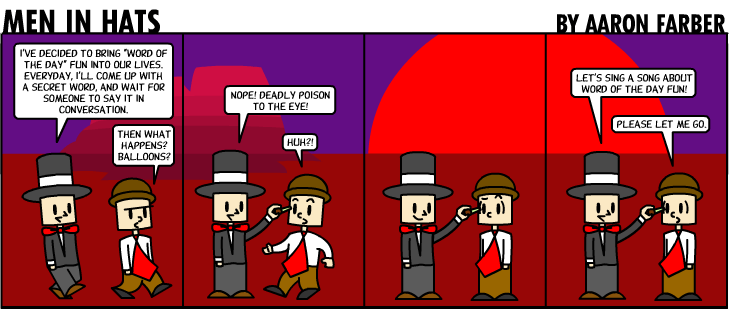 MEN IN HATS
BY AARON FARBER
I'VE DECIDED TO BRING "WORD OF
THE DAY" FUN INTO OUR LIVES.
EVERYDAY, I'LL COME UP WITH
A SECRET WORD, AND WAIT FOR
SOMEONE TO SAY IT IN
CONVERSATION.
THEN WHAT
HAPPENS?
BALLOONS?
NOPE! DEADLY POISON
TO THE EYE!
HUH?!
LET'S SING A SONG ABOUT
WORD OF THE DAY FUN!
PLEASE LET ME GO.